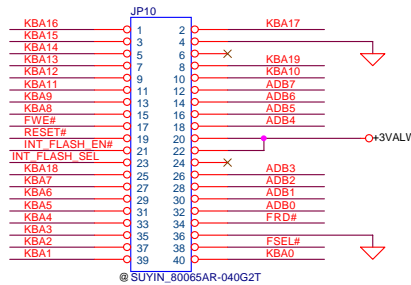 JP10
KBA16 1 2 KBA17
KBA15 3 4
KBA14 5 6
KBA13 7 8 KBA19
KBA12 9 10 KBA10
KBA11 11 12 ADB7
KBA9 13 14 ADB6
KBA8 15 16 ADB5
FWE# 17 18 ADB4
RESET# 19 20 +3VALW
INT_FLASH_EN# 21 22
INT_FLASH_SEL 23 24
KBA18 25 26 ADB3
KBA7 27 28 ADB2
KBA6 29 30 ADB1
KBA5 31 32 ADB0
KBA4 33 34 FRD#
KBA3 35 36
KBA2 37 38 FSEL#
KBA1 39 40 KBA0
@SUYIN_80065AR-040G2T